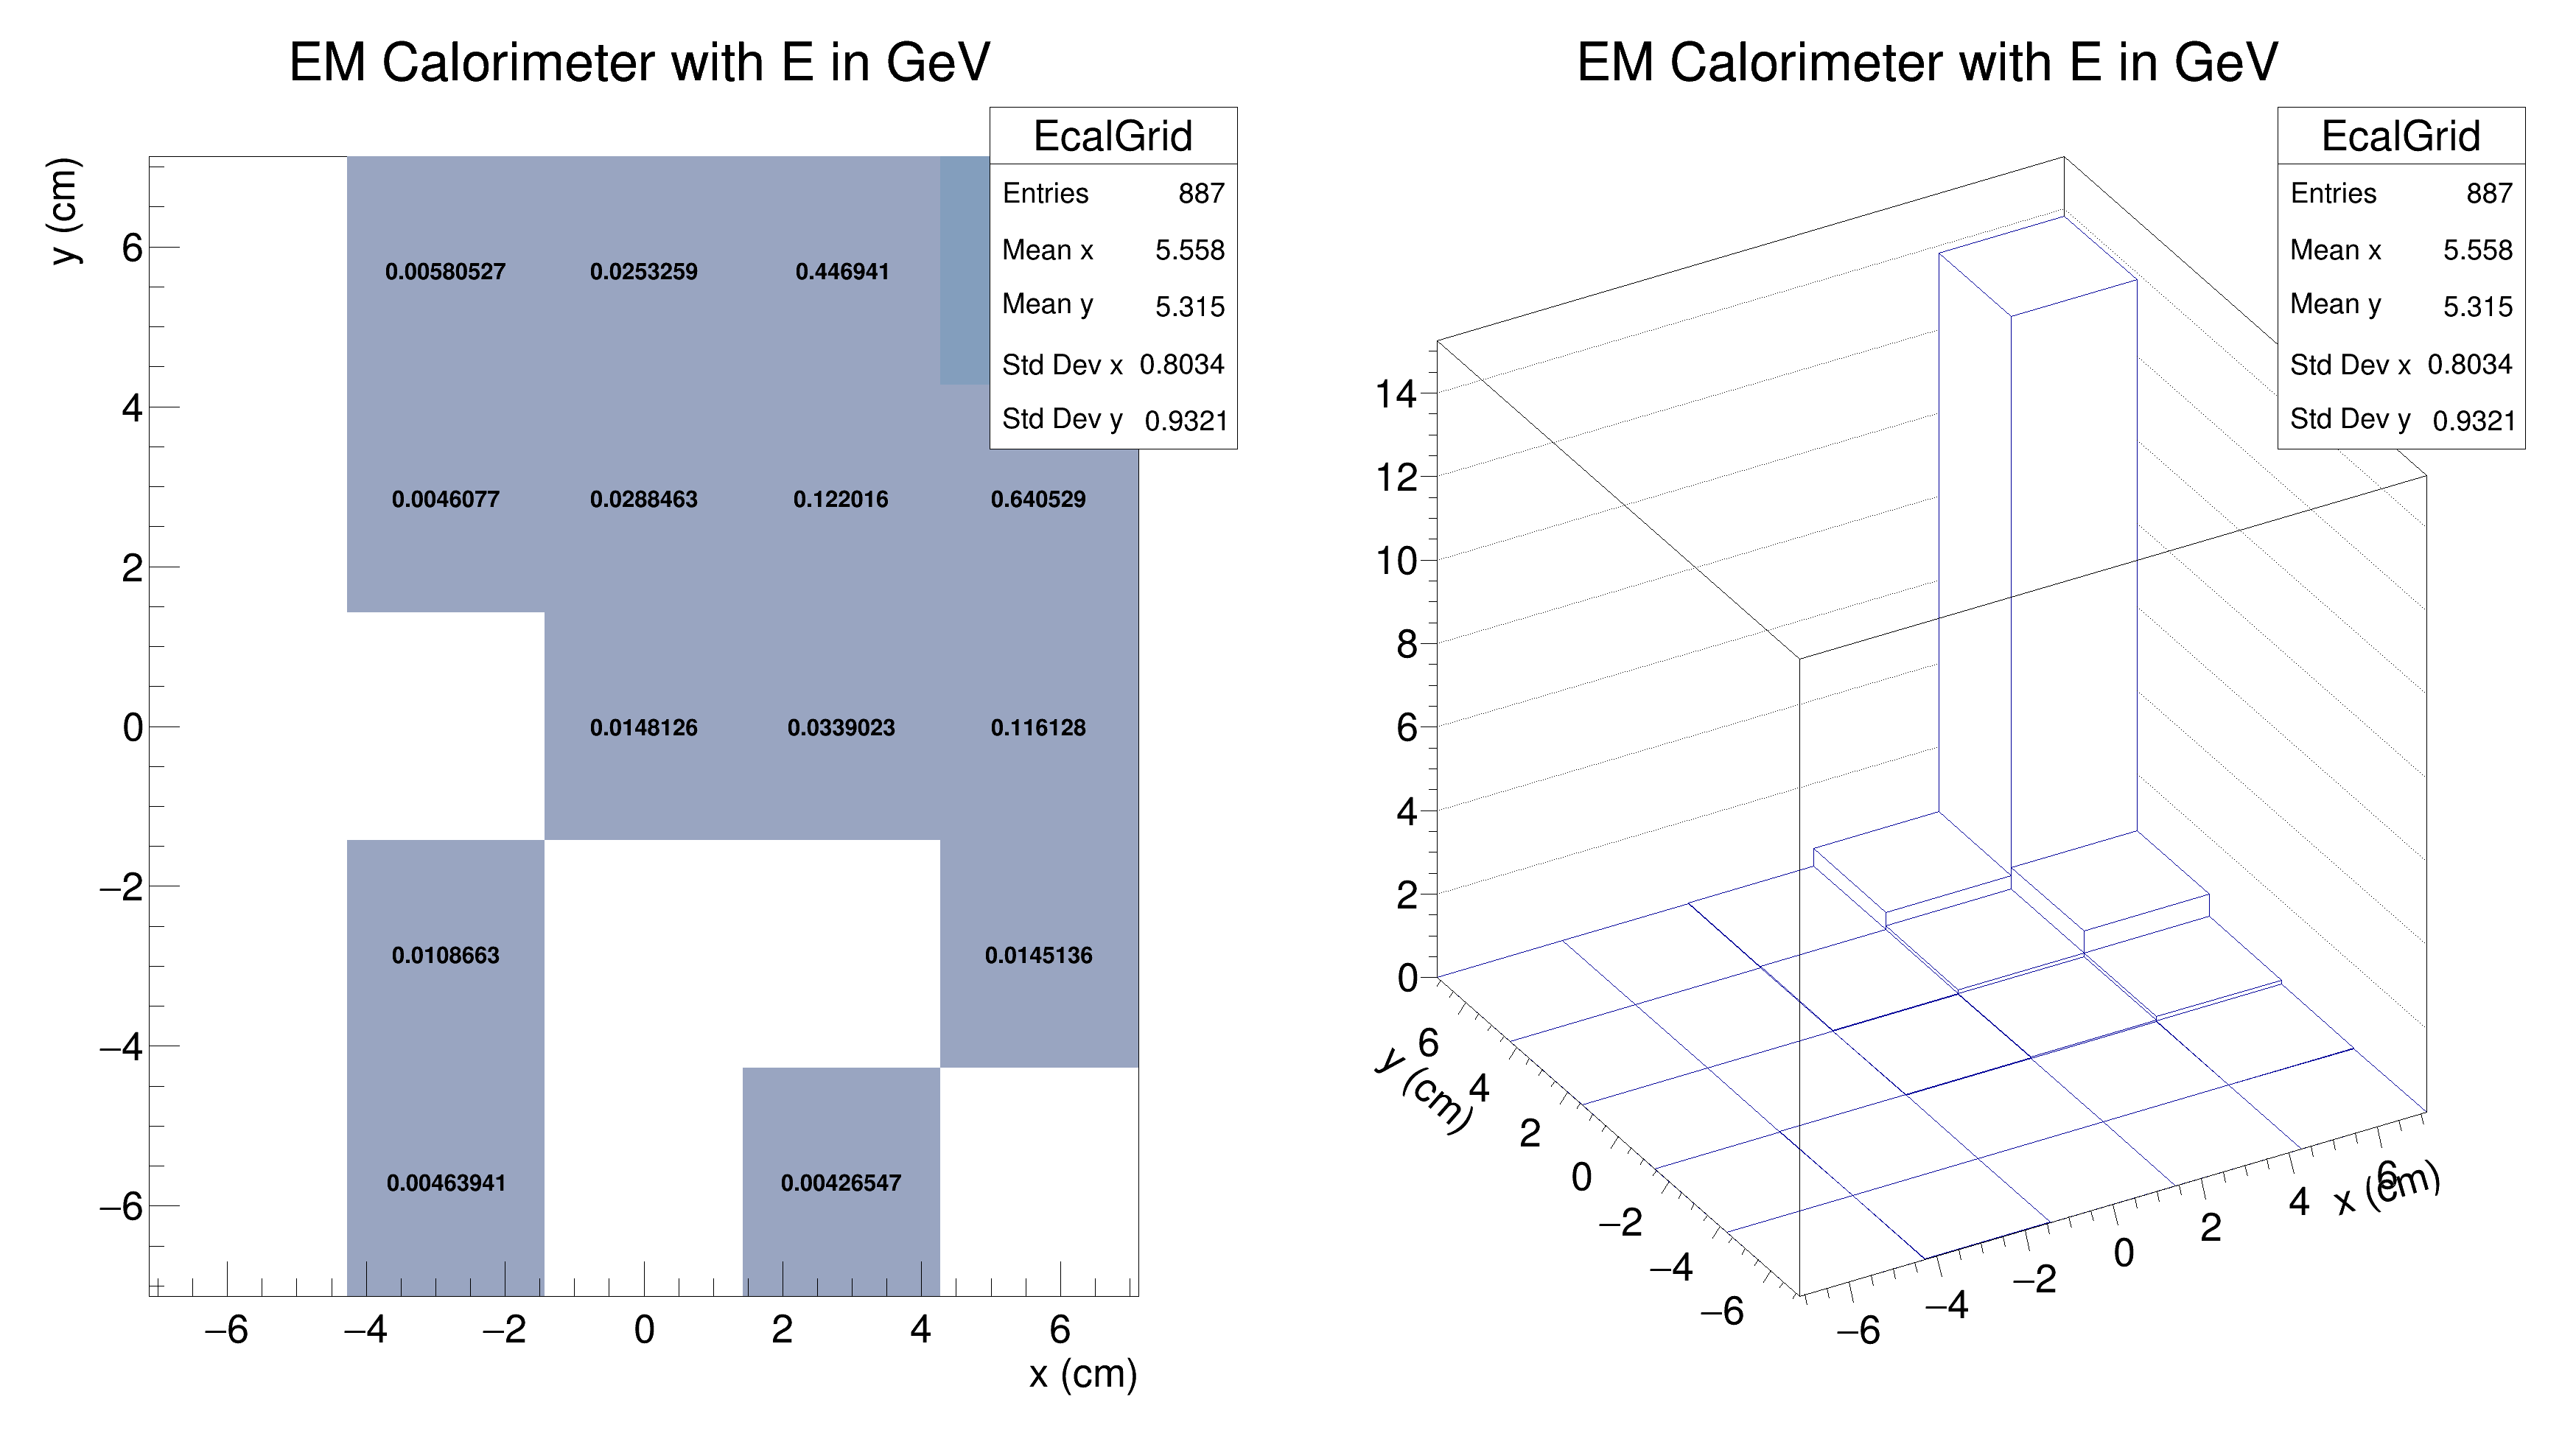 EM Calorimeter with E in GeV
EcalGrid
Entries 887
Mean x 5.558
Mean y 5.315
Std Dev x 0.8034
Std Dev y 0.9321
y (cm)
6
4
2
0
−2
−4
−6
0.00580527 0.0253259 0.446941
0.0046077 0.0288463 0.122016 0.640529
0.0148126 0.0339023 0.116128
0.0108663 0.0145136
0.00463941 0.00426547
−6 −4 −2 0 2 4 6
x (cm)
EM Calorimeter with E in GeV
EcalGrid
Entries 887
Mean x 5.558
Mean y 5.315
Std Dev x 0.8034
Std Dev y 0.9321
14
12
10
8
6
4
2
0
6
4
2
0
−2
−4
−6
y (cm)
−6
−4
−2
0
2
4
6
x (cm)